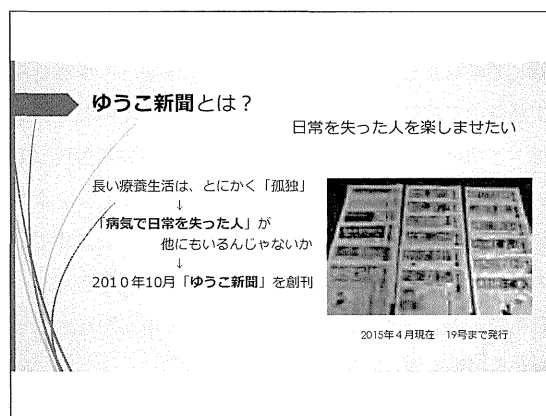 ゆうこ新聞とは？
日常を失った人を楽しませたい
長い療養生活は、とにかく「孤独」
↓
「病気で日常を失った人」が
他にもいるんじゃないか
↓
2010年10月「ゆうこ新聞」を創刊
2015年4月現在　19号まで発行